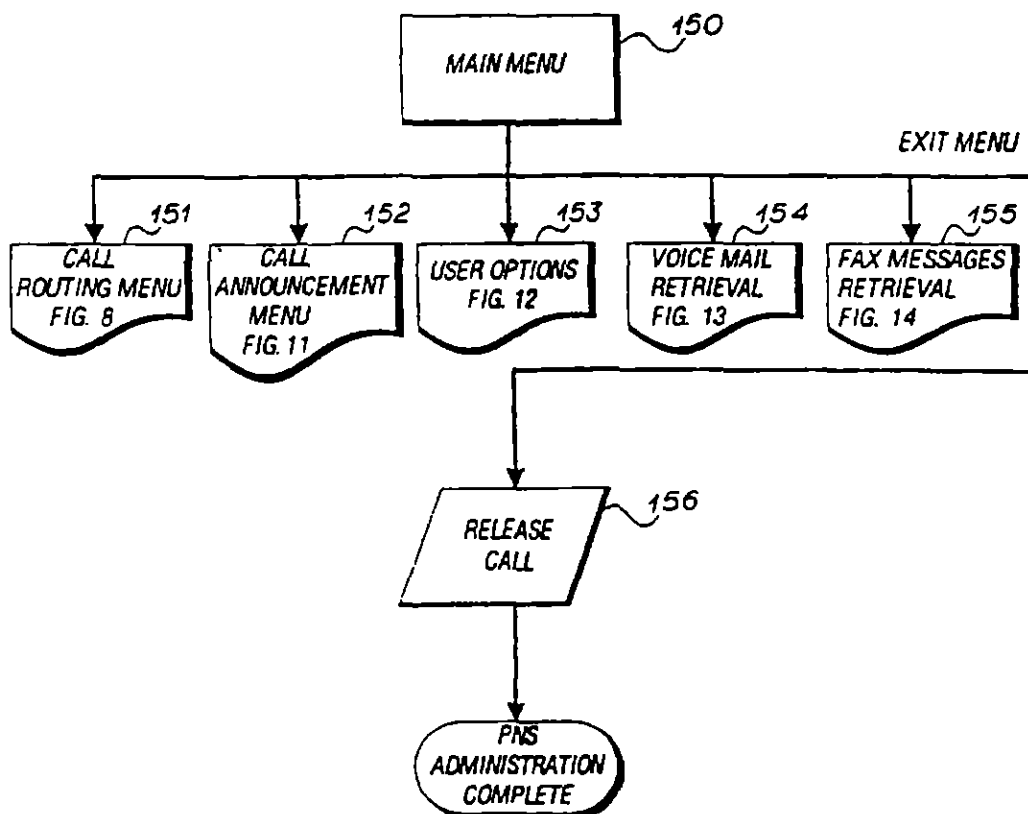 150
MAIN MENU
EXIT MENU
151
CALL
ROUTING MENU
FIG. 8
152
CALL
ANNOUNCEMENT
MENU
FIG. 11
153
USER OPTIONS
FIG. 12
154
VOICE MAIL
RETRIEVAL
FIG. 13
155
FAX MESSAGES
RETRIEVAL
FIG. 14
156
RELEASE
CALL
PNS
ADMINISTRATION
COMPLETE